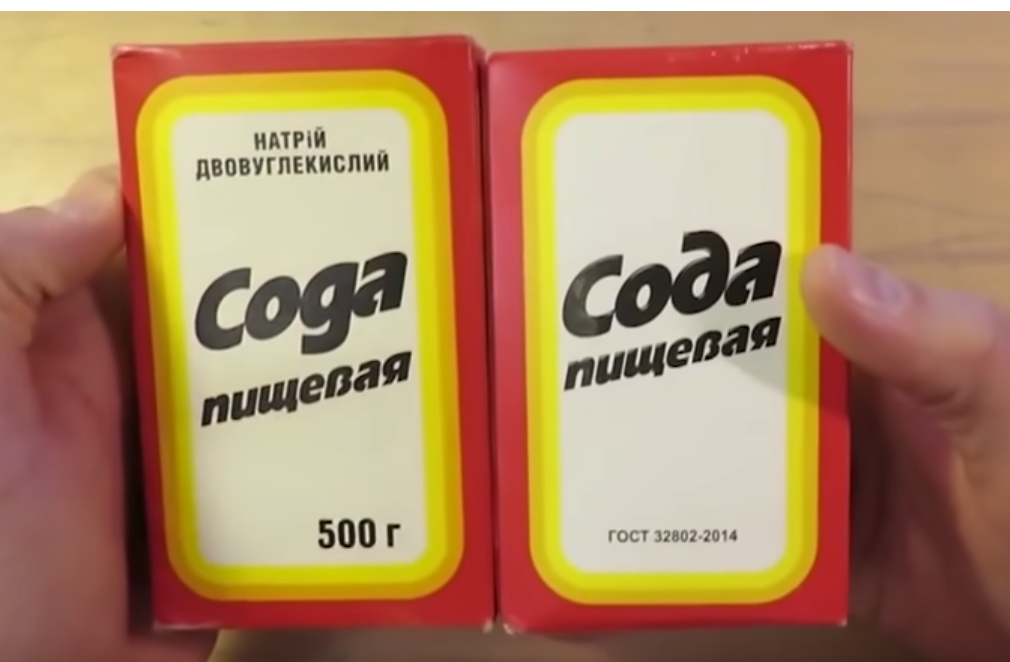 НАТРІЙ
ДВОВУГЛЕКИСЛИЙ
Сода
пищевая
500 г
Сода
пищевая
ГОСТ 32802-2014